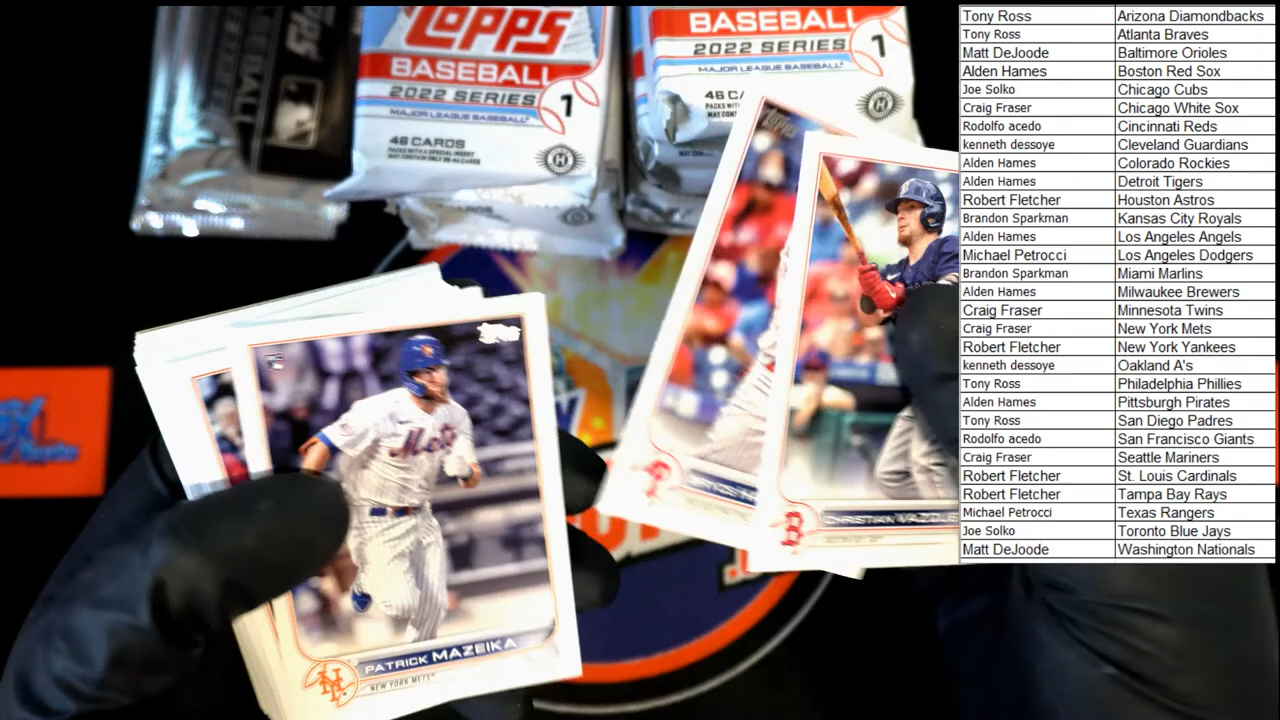 TOPPS
BASEBALL
2022 SERIES 1
MAJOR LEAGUE BASEBALL
46 CARDS
BASEBALL
2022 SERIES 1
MAJOR LEAGUE BASEBALL
Topps
Mets
PATRICK MAZEIKA
NEW YORK METS
B
Tony Ross Arizona Diamondbacks
Tony Ross Atlanta Braves
Matt DeJoode Baltimore Orioles
Alden Hames Boston Red Sox
Joe Solko Chicago Cubs
Craig Fraser Chicago White Sox
Rodolfo acedo Cincinnati Reds
kenneth dessoye Cleveland Guardians
Alden Hames Colorado Rockies
Alden Hames Detroit Tigers
Robert Fletcher Houston Astros
Brandon Sparkman Kansas City Royals
Alden Hames Los Angeles Angels
Michael Petrocci Los Angeles Dodgers
Brandon Sparkman Miami Marlins
Alden Hames Milwaukee Brewers
Craig Fraser Minnesota Twins
Craig Fraser New York Mets
Robert Fletcher New York Yankees
kenneth dessoye Oakland A's
Tony Ross Philadelphia Phillies
Alden Hames Pittsburgh Pirates
Tony Ross San Diego Padres
Rodolfo acedo San Francisco Giants
Craig Fraser Seattle Mariners
Robert Fletcher St. Louis Cardinals
Robert Fletcher Tampa Bay Rays
Michael Petrocci Texas Rangers
Joe Solko Toronto Blue Jays
Matt DeJoode Washington Nationals